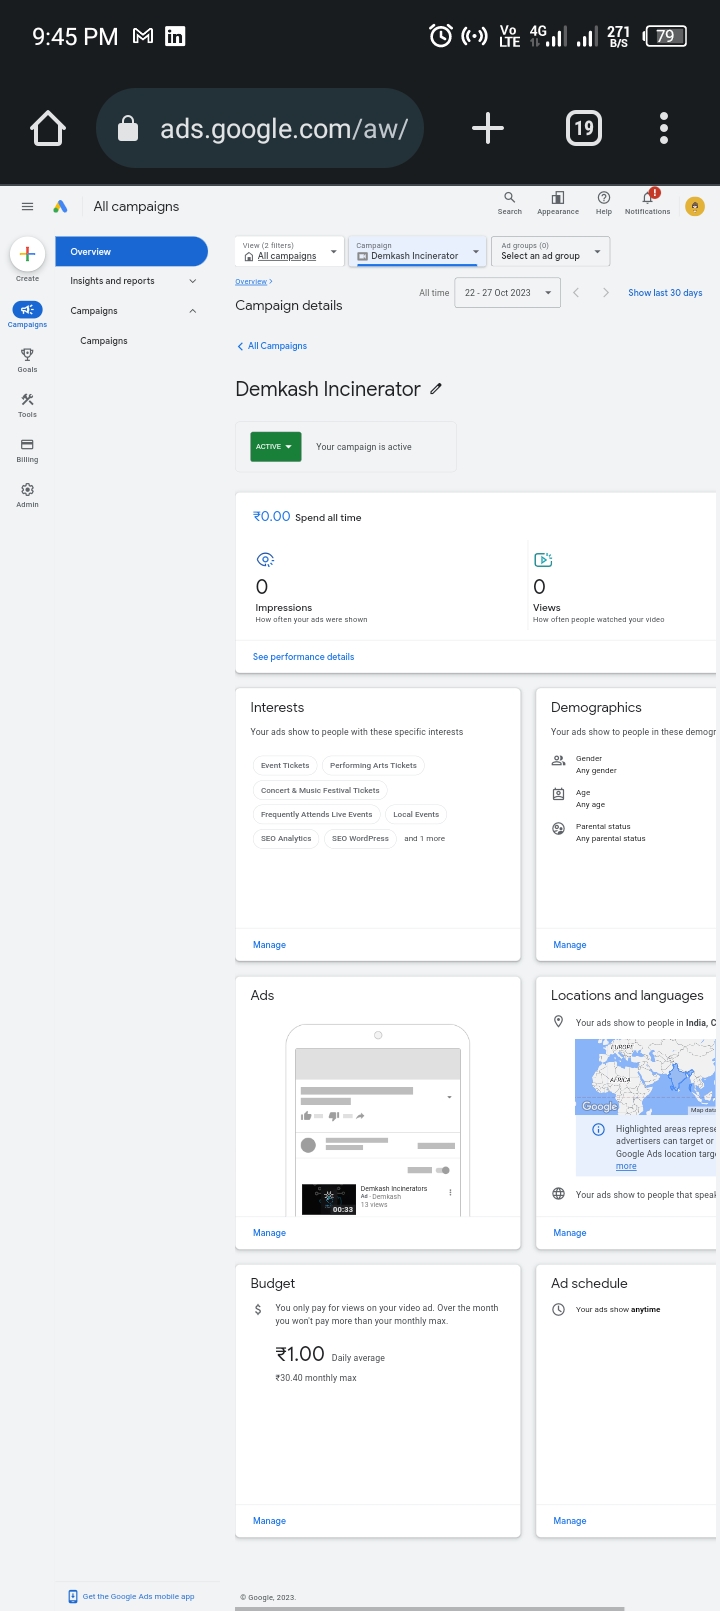 9:45 PM
Vo LTE 4G 271 B/S 79
ads.google.com/aw/
19
All campaigns
Search
Appearance
Help
!
Notifications
Create
Campaigns
Goals
Tools
Billing
Admin
Overview
Insights and reports
Campaigns
Campaigns
View (2 filters)
All campaigns
Campaign
Demkash Incinerator
Ad groups (0)
Select an ad group
Overview
Campaign details
All time
22 - 27 Oct 2023
Show last 30 days
All Campaigns
Demkash Incinerator
ACTIVE
Your campaign is active
₹0.00 Spend all time
0
Impressions
How often your ads were shown
0
Views
How often people watched your video
See performance details
Interests
Your ads show to people with these specific interests
Event Tickets
Performing Arts Tickets
Concert & Music Festival Tickets
Frequently Attends Live Events
Local Events
SEO Analytics
SEO WordPress
and 1 more
Manage
Demographics
Your ads show to people in these demogr
Gender
Any gender
Age
Any age
Parental status
Any parental status
Manage
Ads
Demkash Incinerators
Ad · Demkash
13 views
00:33
Manage
Locations and languages
Your ads show to people in India, C
EUROPE
AFRICA
Google
Map data
Highlighted areas represe
advertisers can target or
Google Ads location targe
more
Your ads show to people that speak
Manage
Budget
$
You only pay for views on your video ad. Over the month
you won't pay more than your monthly max.
₹1.00 Daily average
₹30.40 monthly max
Manage
Ad schedule
Your ads show anytime
Manage
Get the Google Ads mobile app
© Google, 2023.